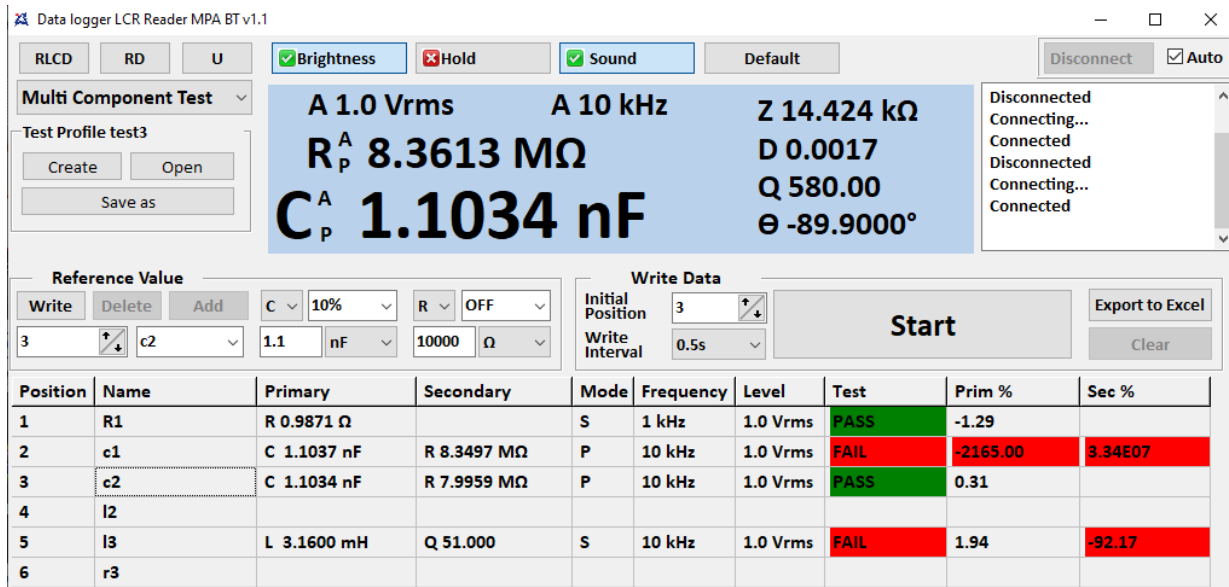 Data logger LCR Reader MPA BT v1.1
RLCD RD U Brightness Hold Sound Default Disconnect Auto
Multi Component Test
Test Profile test3
Create Open
Save as
A 1.0 Vrms A 10 kHz
R A P 8.3613 MΩ
C A P 1.1034 nF
Z 14.424 kΩ
D 0.0017
Q 580.00
Ө -89.9000°
Disconnected
Connecting...
Connected
Disconnected
Connecting...
Connected
Reference Value
Write Delete Add C 10% R OFF
3 c2 1.1 nF 10000 Ω
Write Data
Initial Position 3
Write Interval 0.5s
Start
Export to Excel
Clear
Position Name Primary Secondary Mode Frequency Level Test Prim % Sec %
1 R1 R 0.9871 Ω S 1 kHz 1.0 Vrms PASS -1.29
2 c1 C 1.1037 nF R 8.3497 MΩ P 10 kHz 1.0 Vrms FAIL -2165.00 3.34E07
3 c2 C 1.1034 nF R 7.9959 MΩ P 10 kHz 1.0 Vrms PASS 0.31
4 l2
5 l3 L 3.1600 mH Q 51.000 S 10 kHz 1.0 Vrms FAIL 1.94 -92.17
6 r3